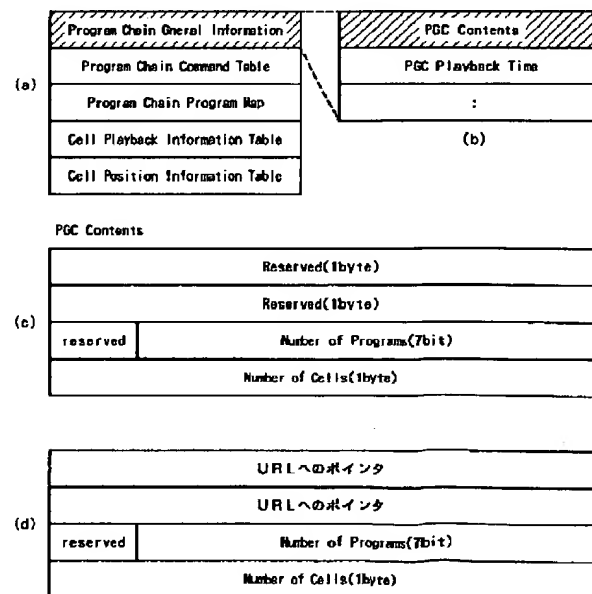 Program Chain Gneral Information
PGC Contents
Program Chain Command Table
PGC Playback Time
(a)
Program Chain Program Map
:
Cell Playback Information Table
(b)
Cell Position Information Table
PGC Contents
Reserved(1byte)
Reserved(1byte)
(c)
reserved
Number of Programs(7bit)
Number of Cells(1byte)
URLへのポインタ
URLへのポインタ
(d)
reserved
Number of Programs(7bit)
Number of Cells(1byte)